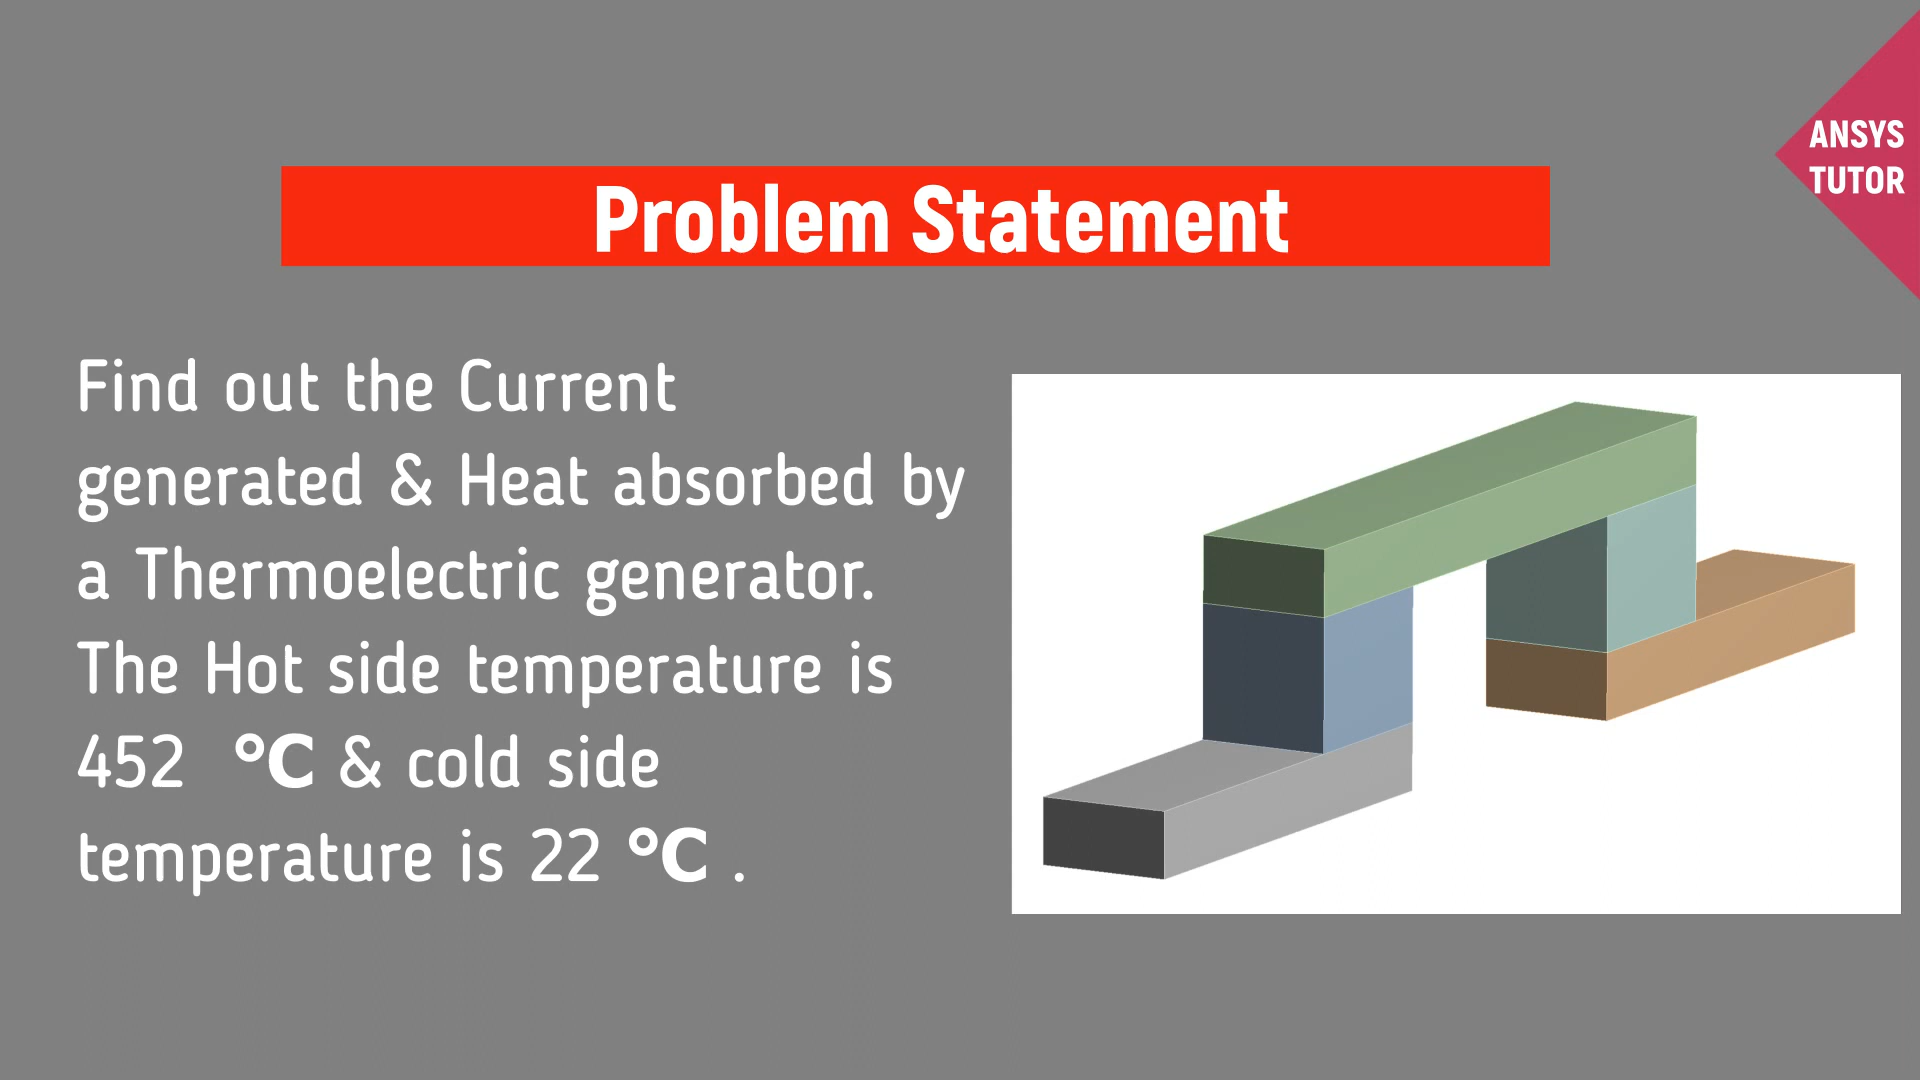 ANSYS
TUTOR
Problem Statement
Find out the Current
generated & Heat absorbed by
a Thermoelectric generator.
The Hot side temperature is
452 °C & cold side
temperature is 22 °C .